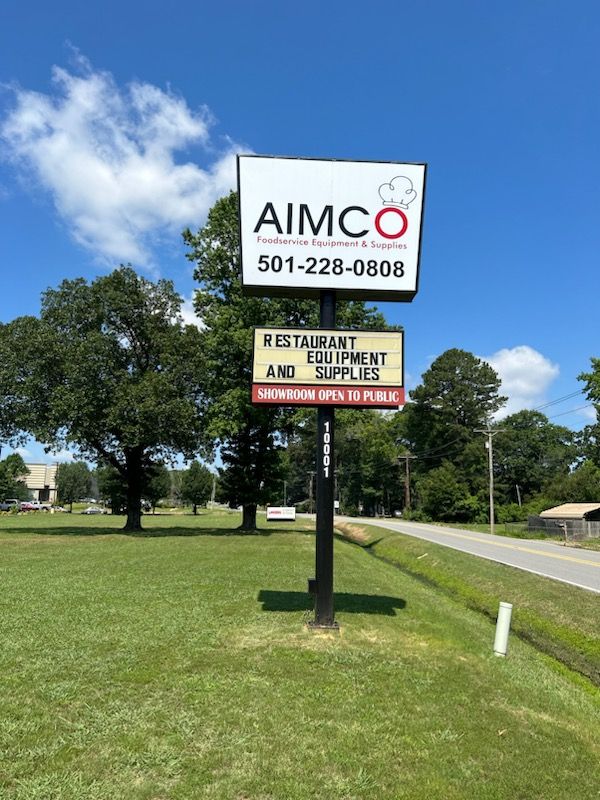 AIMCO
Foodservice Equipment & Supplies
501-228-0808
RESTAURANT
EQUIPMENT
AND SUPPLIES
SHOWROOM OPEN TO PUBLIC
10001